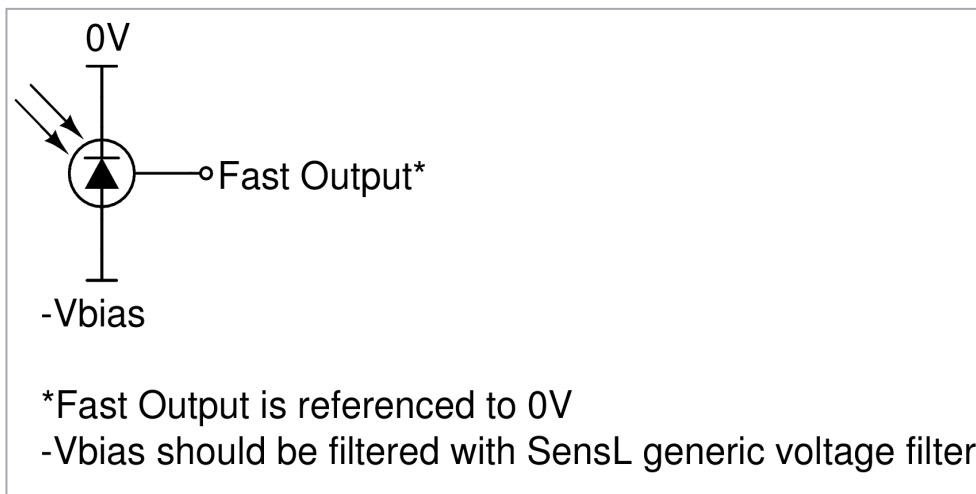 0V
Fast Output*
-Vbias
*Fast Output is referenced to 0V
-Vbias should be filtered with SensL generic voltage filter